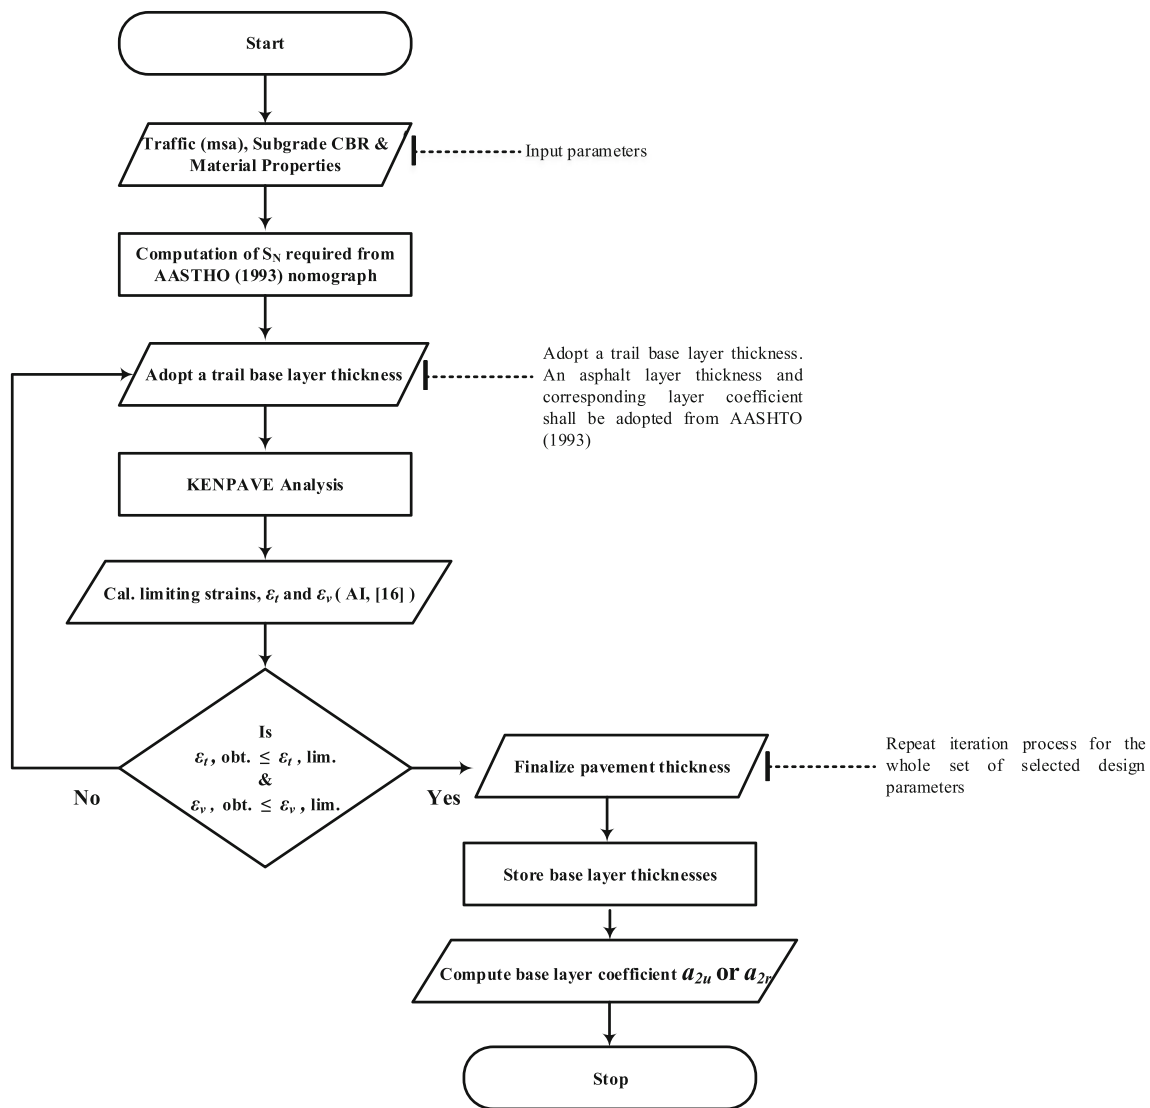 Start
Traffic (msa), Subgrade CBR &
Material Properties
Input parameters
Computation of SN required from
AASTHO (1993) nomograph
Adopt a trail base layer thickness
Adopt a trail base layer thickness.
An asphalt layer thickness and
corresponding layer coefficient
shall be adopted from AASHTO
(1993)
KENPAVE Analysis
Cal. limiting strains, εt and εv ( AI, [16] )
Is
εt, obt. ≤ εt, lim.
&
εv, obt. ≤ εv, lim.
No
Yes
Finalize pavement thickness
Repeat iteration process for the
whole set of selected design
parameters
Store base layer thicknesses
Compute base layer coefficient a2u or a2r
Stop